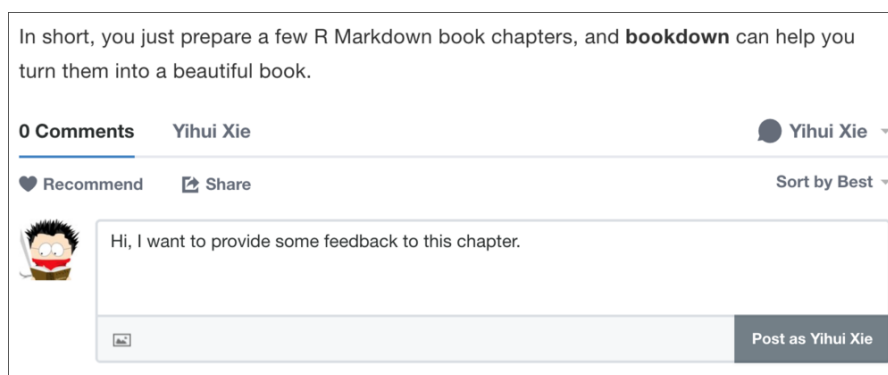 In short, you just prepare a few R Markdown book chapters, and bookdown can help you
turn them into a beautiful book.
0 Comments Yihui Xie Yihui Xie
Recommend Share Sort by Best
Hi, I want to provide some feedback to this chapter.
Post as Yihui Xie